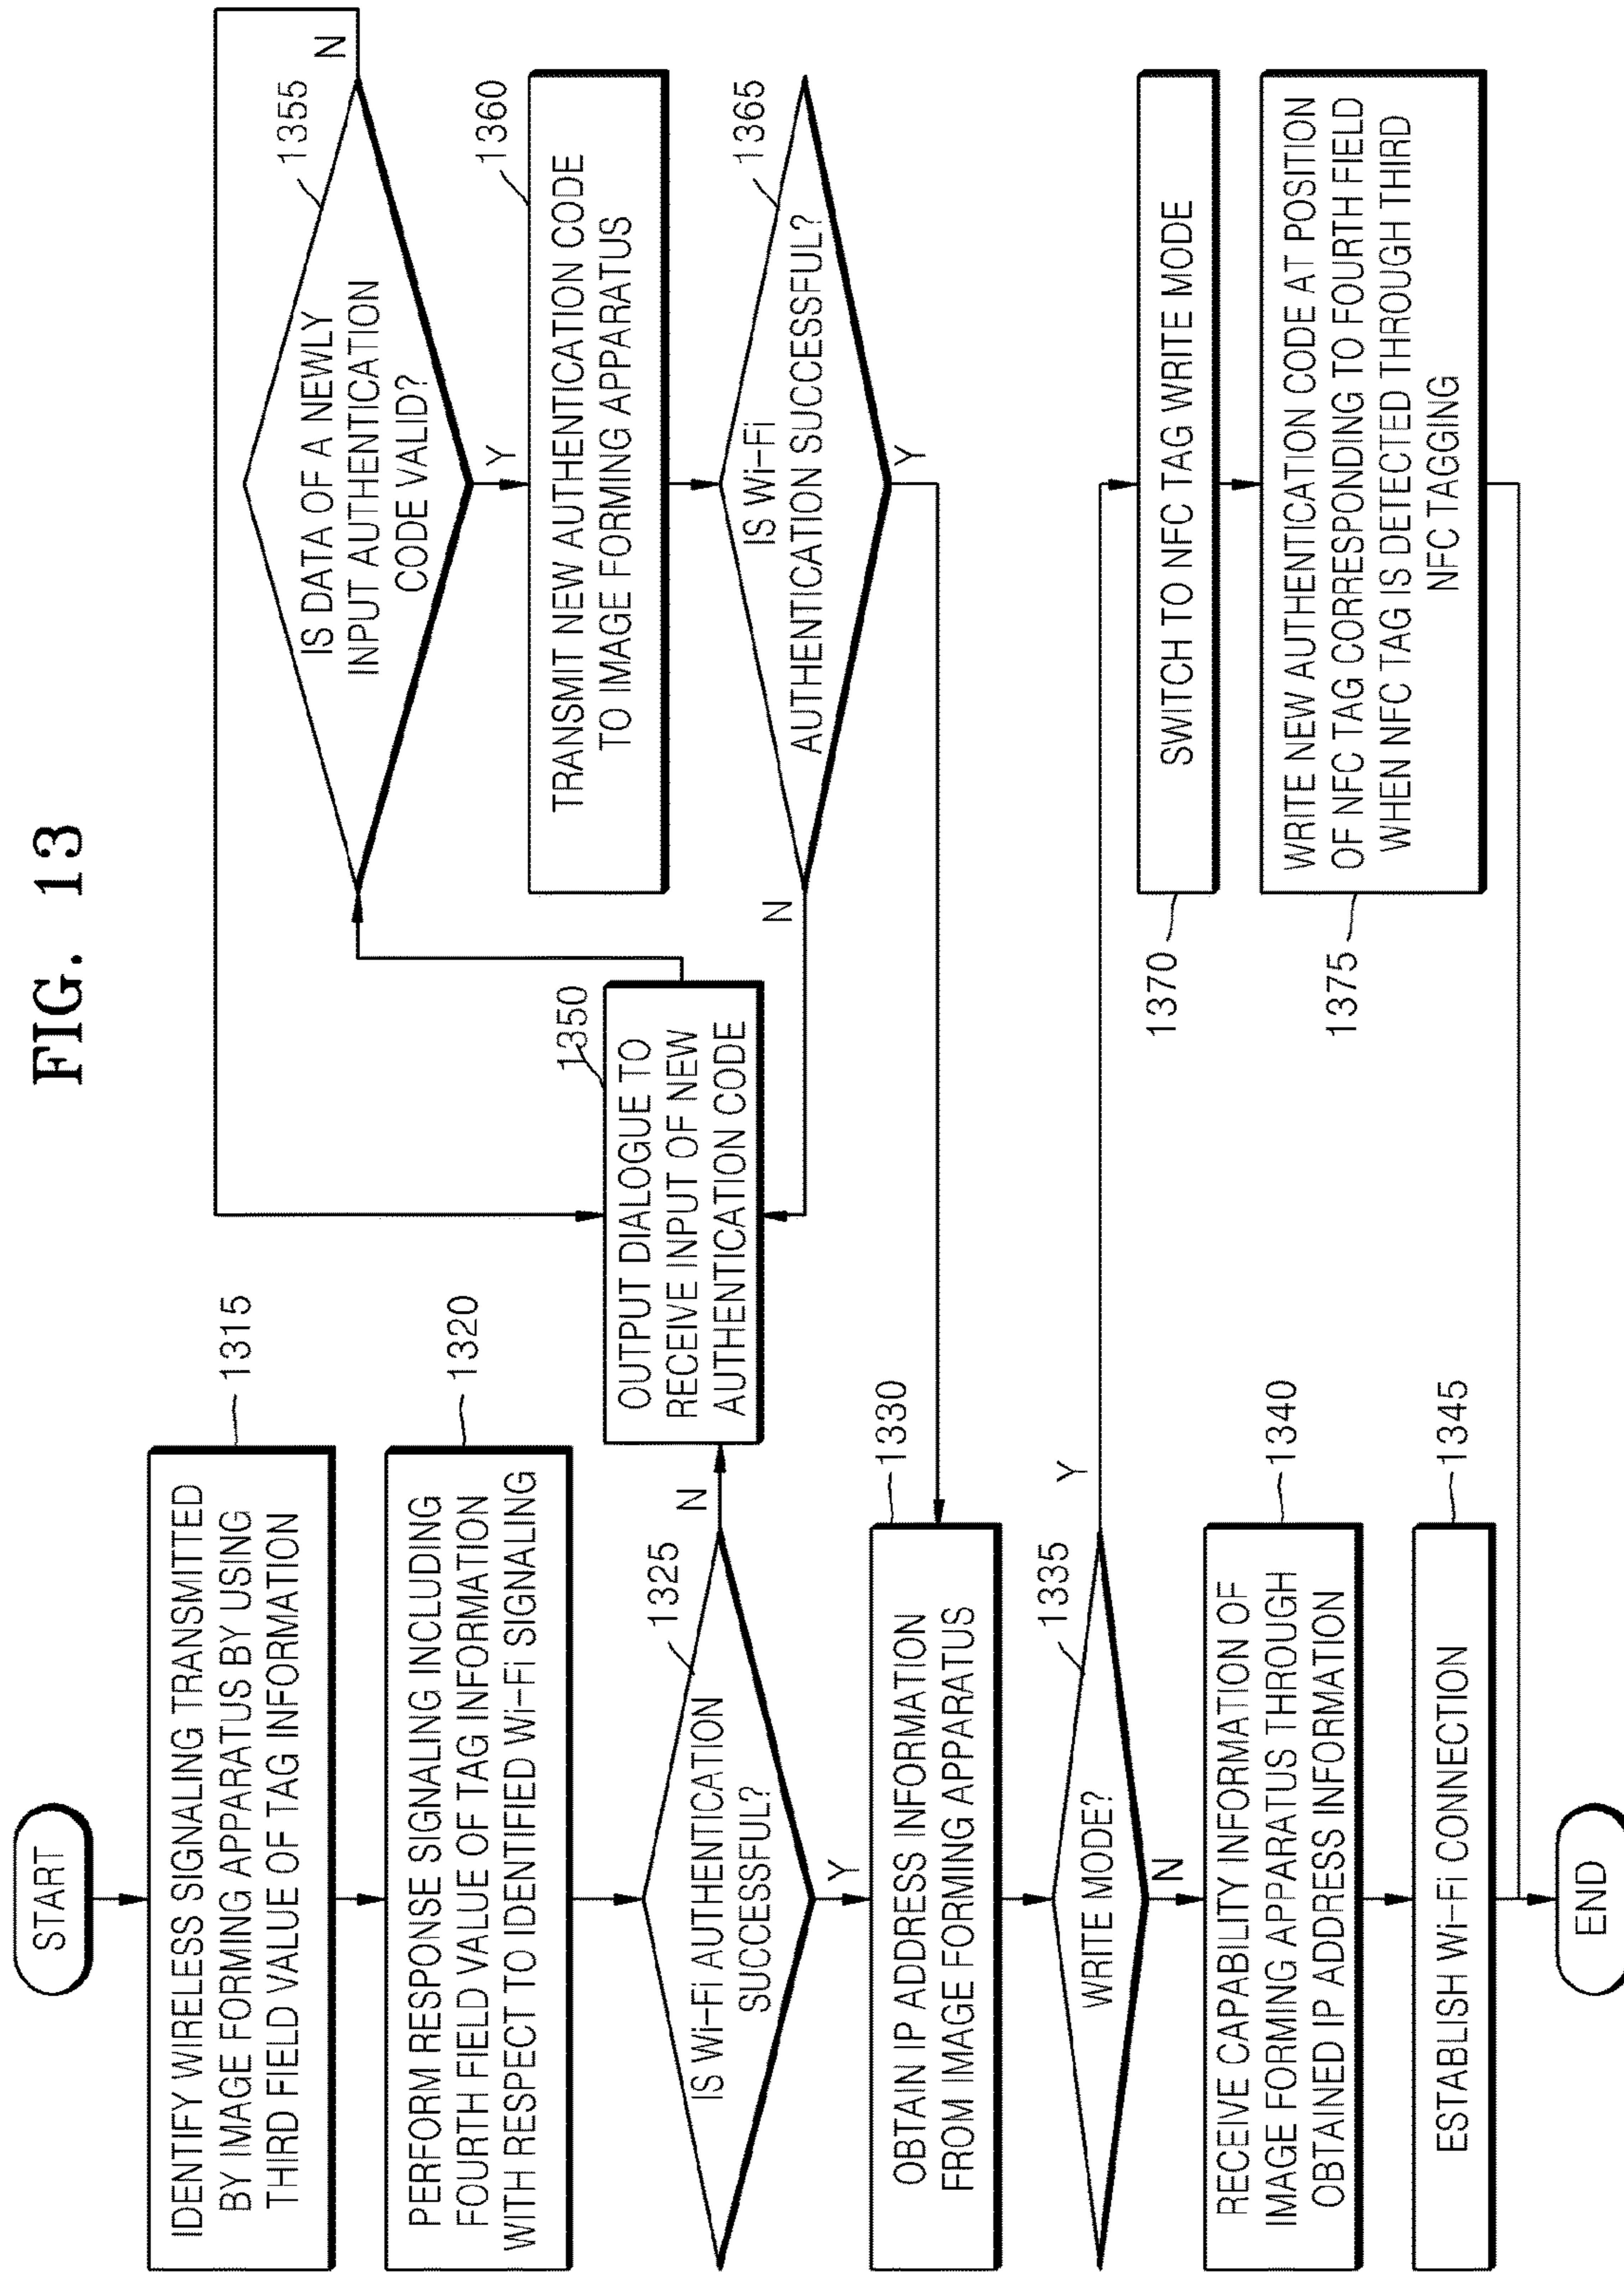 FIG. 13
START
IDENTIFY WIRELESS SIGNALING TRANSMITTED
BY IMAGE FORMING APPARATUS BY USING
THIRD FIELD VALUE OF TAG INFORMATION
1315
PERFORM RESPONSE SIGNALING INCLUDING
FOURTH FIELD VALUE OF TAG INFORMATION
WITH RESPECT TO IDENTIFIED Wi-Fi SIGNALING
1320
IS Wi-Fi AUTHENTICATION
SUCCESSFUL?
1325
N
Y
OUTPUT DIALOGUE TO
RECEIVE INPUT OF NEW
AUTHENTICATION CODE
1350
IS DATA OF A NEWLY
INPUT AUTHENTICATION
CODE VALID?
1355
N
Y
TRANSMIT NEW AUTHENTICATION CODE
TO IMAGE FORMING APPARATUS
1360
IS Wi-Fi
AUTHENTICATION SUCCESSFUL?
1365
N
Y
OBTAIN IP ADDRESS INFORMATION
FROM IMAGE FORMING APPARATUS
1330
WRITE MODE?
1335
Y
N
RECEIVE CAPABILITY INFORMATION OF
IMAGE FORMING APPARATUS THROUGH
OBTAINED IP ADDRESS INFORMATION
1340
ESTABLISH Wi-Fi CONNECTION
1345
SWITCH TO NFC TAG WRITE MODE
1370
WRITE NEW AUTHENTICATION CODE AT POSITION
OF NFC TAG CORRESPONDING TO FOURTH FIELD
WHEN NFC TAG IS DETECTED THROUGH THIRD
NFC TAGGING
1375
END